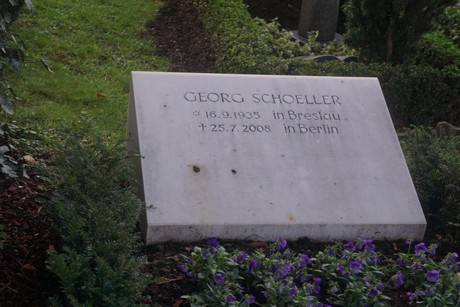 GEORG SCHOELLER
* 16.9.1935 in Breslau
† 25.7.2008 in Berlin